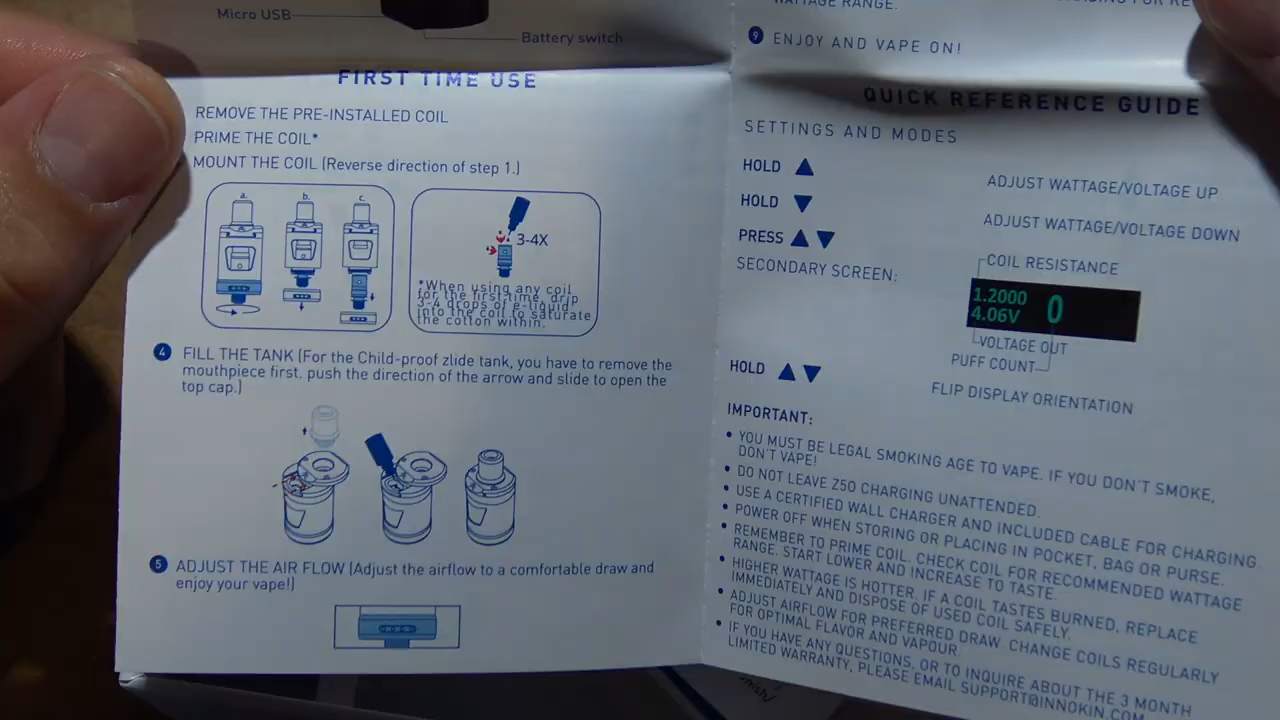 Micro USB
Battery switch
FIRST TIME USE
REMOVE THE PRE-INSTALLED COIL
PRIME THE COIL*
MOUNT THE COIL (Reverse direction of step 1.)
a. b. c.
3-4X
*When using any coil
for the first time, drip
3-4 drops of e-liquid
into the coil to saturate
the cotton within.
4 FILL THE TANK (For the Child-proof zlide tank, you have to remove the
mouthpiece first. push the direction of the arrow and slide to open the
top cap.)
5 ADJUST THE AIR FLOW (Adjust the airflow to a comfortable draw and
enjoy your vape!)
WATTAGE RANGE.
9 ENJOY AND VAPE ON!
QUICK REFERENCE GUIDE
SETTINGS AND MODES
HOLD ▲ ADJUST WATTAGE/VOLTAGE UP
HOLD ▼ ADJUST WATTAGE/VOLTAGE DOWN
PRESS ▲▼
SECONDARY SCREEN:
COIL RESISTANCE
1.2000
4.06V
0
VOLTAGE OUT
PUFF COUNT
HOLD ▲▼ FLIP DISPLAY ORIENTATION
IMPORTANT:
• YOU MUST BE LEGAL SMOKING AGE TO VAPE. IF YOU DON'T SMOKE,
DON'T VAPE!
• DO NOT LEAVE Z50 CHARGING UNATTENDED.
• USE A CERTIFIED WALL CHARGER AND INCLUDED CABLE FOR CHARGING.
• POWER OFF WHEN STORING OR PLACING IN POCKET, BAG OR PURSE.
• REMEMBER TO PRIME COIL. CHECK COIL FOR RECOMMENDED WATTAGE
RANGE. START LOWER AND INCREASE TO TASTE.
• HIGHER WATTAGE IS HOTTER. IF A COIL TASTES BURNED, REPLACE
IMMEDIATELY AND DISPOSE OF USED COIL SAFELY.
• ADJUST AIRFLOW FOR PREFERRED DRAW. CHANGE COILS REGULARLY
FOR OPTIMAL FLAVOR AND VAPOUR.
• IF YOU HAVE ANY QUESTIONS, OR TO INQUIRE ABOUT THE 3 MONTH
LIMITED WARRANTY, PLEASE EMAIL SUPPORT@INNOKIN.COM